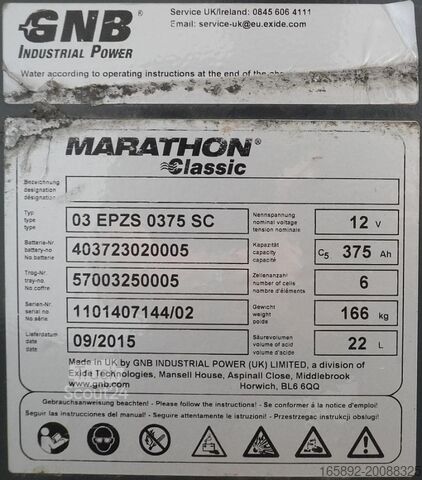 GNB®
INDUSTRIAL POWER
Service UK/Ireland: 0845 606 4111
Email: service-uk@eu.exide.com
Water according to operating instructions at the end of the
MARATHON®
Classic
Bezeichnung
designation
désignation
Typ
type
type
03 EPZS 0375 SC
Nennspannung
nominal voltage
tension nominale
12 V
Batterie-Nr
battery-no
No.batterie
403723020005
Kapazität
capacity
capacité
C5 375 Ah
Trog-Nr.
tray-no
No.coffre
57003250005
Zellenanzahl
number of cells
nombre d'éléments
6
Serien-Nr.
serial no
No.série
1101407144/02
Gewicht
weight
poids
166 kg
Lieferdatum
date
date
09/2015
Säurevolumen
volume of acid
volume d'acide
22 L
Made in UK by GNB INDUSTRIAL POWER (UK) LIMITED, a division of
Exide Technologies, Mansell House, Aspinall Close, Middlebrook
www.gnb.com Horwich, BL6 6QQ
Scout24
Gebrauchsanweisung beachten! - Please follow the instructions! - Se conformer à la notice d'emploi!
Seguir las instrucciones del manual! - Seguire attentamente le istruzioni! - Przestrzegac instrukcji obslugi!
165892-20088325